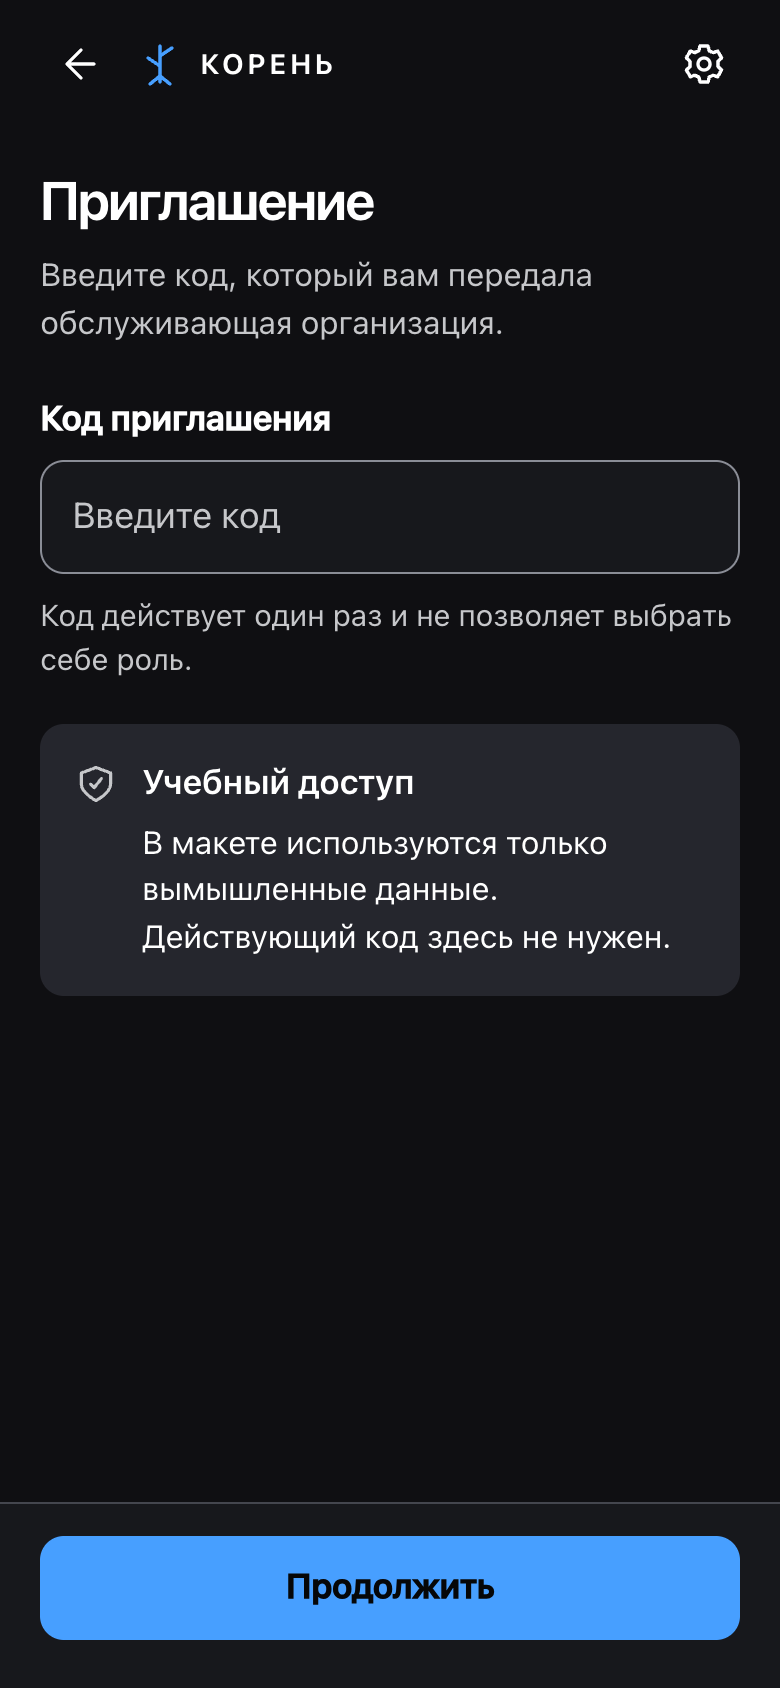 КОРЕНЬ
Приглашение
Введите код, который вам передала
обслуживающая организация.
Код приглашения
Введите код
Код действует один раз и не позволяет выбрать
себе роль.
Учебный доступ
В макете используются только
вымышленные данные.
Действующий код здесь не нужен.
Продолжить